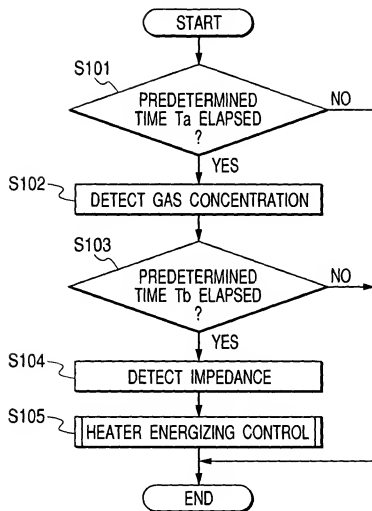 START
S101
PREDETERMINED
TIME Ta ELAPSED
?
NO
YES
S102
DETECT GAS CONCENTRATION
S103
PREDETERMINED
TIME Tb ELAPSED
?
NO
YES
S104
DETECT IMPEDANCE
S105
HEATER ENERGIZING CONTROL
END